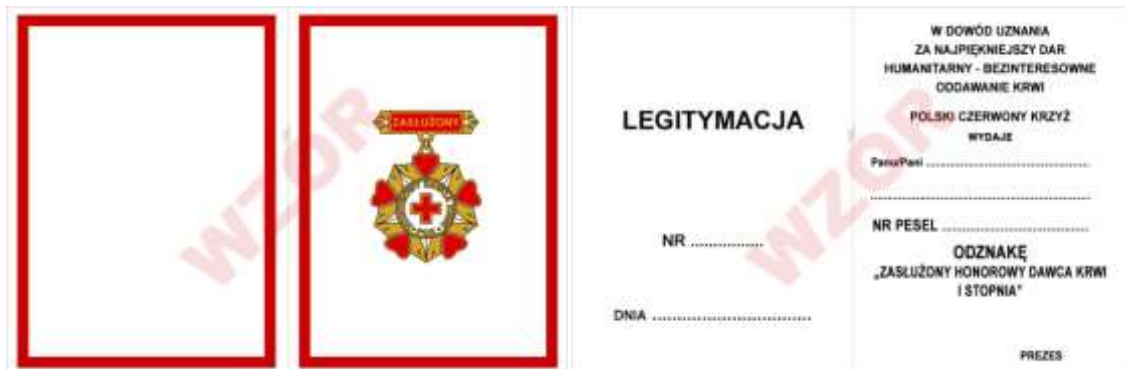 ZASŁUŻONY
WZÓR
LEGITYMACJA
NR ................
DNIA ..................................
WZÓR
W DOWÓD UZNANIA
ZA NAJPIĘKNIEJSZY DAR
HUMANITARNY - BEZINTERESOWNE
ODDAWANIE KRWI
POLSKI CZERWONY KRZYŻ
WYDAJE
Panu/Pani ........................................
......................................................
NR PESEL ................................
ODZNAKĘ
„ZASŁUŻONY HONOROWY DAWCA KRWI
I STOPNIA"
PREZES